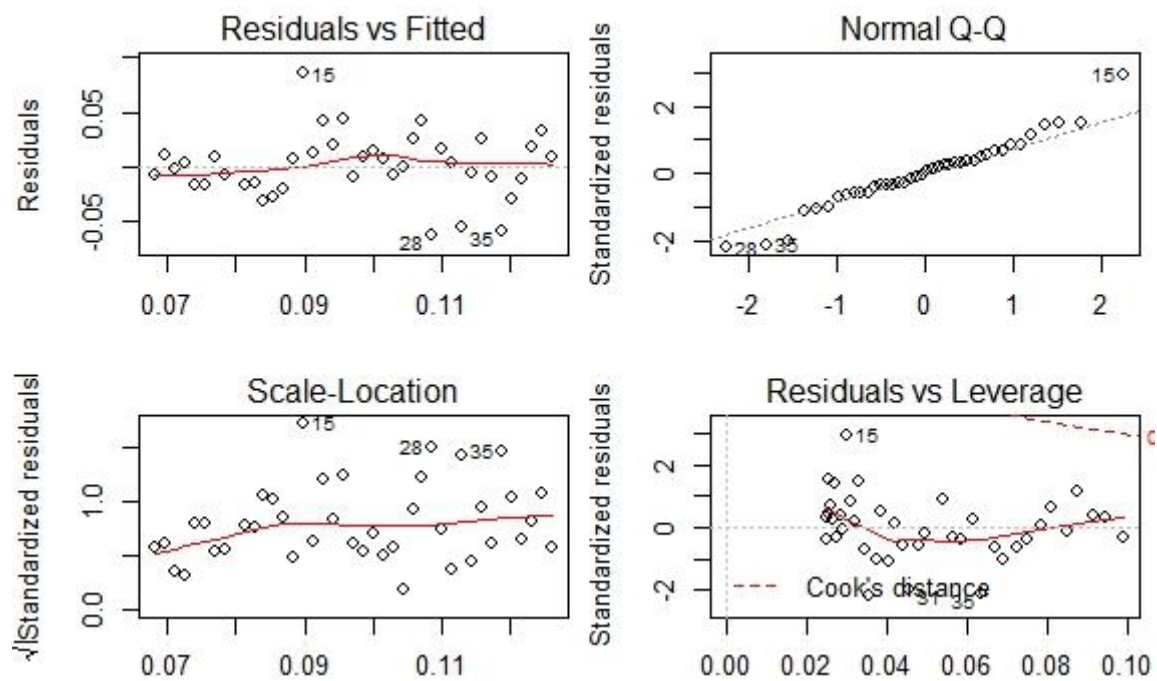 Residuals vs Fitted
Residuals
0.05
-0.05
15
28
35
0.07 0.09 0.11
Normal Q-Q
Standardized residuals
2
0
-2
15
28
35
-2 -1 0 1 2
Scale-Location
√|Standardized residuals|
1.0
0.0
15
28
35
0.07 0.09 0.11
Residuals vs Leverage
Standardized residuals
2
0
-2
15
Cook's distance
35
0.00 0.02 0.04 0.06 0.08 0.10